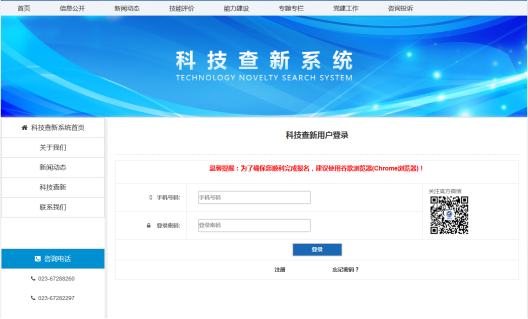 首页 信息公开 新闻动态 技能评价 能力建设 专题专栏 党建工作 咨询投诉
科技查新系统
TECHNOLOGY NOVELTY SEARCH SYSTEM
科技查新系统首页
关于我们
新闻动态
科技查新
联系我们
咨询电话
023-67288260
023-67282297
科技查新用户登录
温馨提醒：为了确保您顺利完成报名，建议使用谷歌浏览器(Chrome浏览器)！
手机号码: 手机号码
登录密码: 登录密码
关注官方微信
登录
注册 忘记密码？